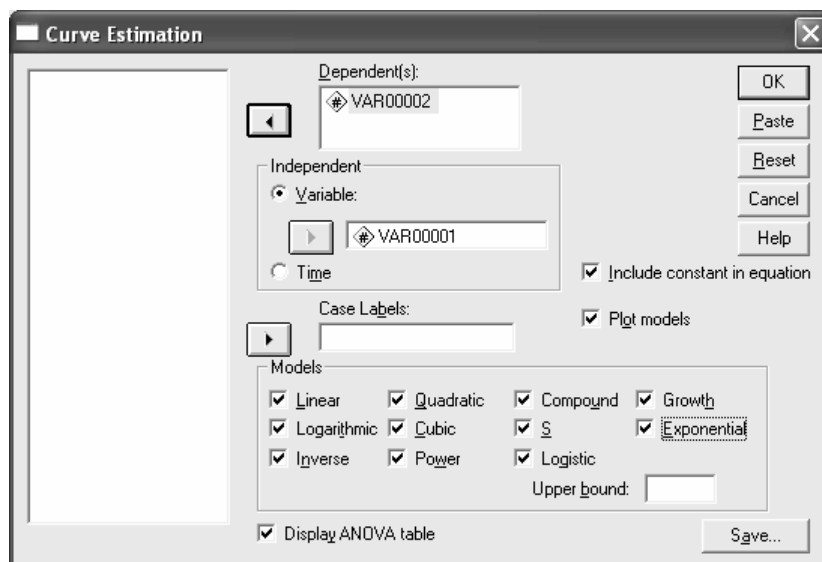 Curve Estimation
Dependent(s):
# VAR00002
OK
Paste
Reset
Cancel
Help
Independent
Variable:
# VAR00001
Time
Include constant in equation
Case Labels:
Plot models
Models
Linear Quadratic Compound Growth
Logarithmic Cubic S Exponential
Inverse Power Logistic
Upper bound:
Display ANOVA table
Save...